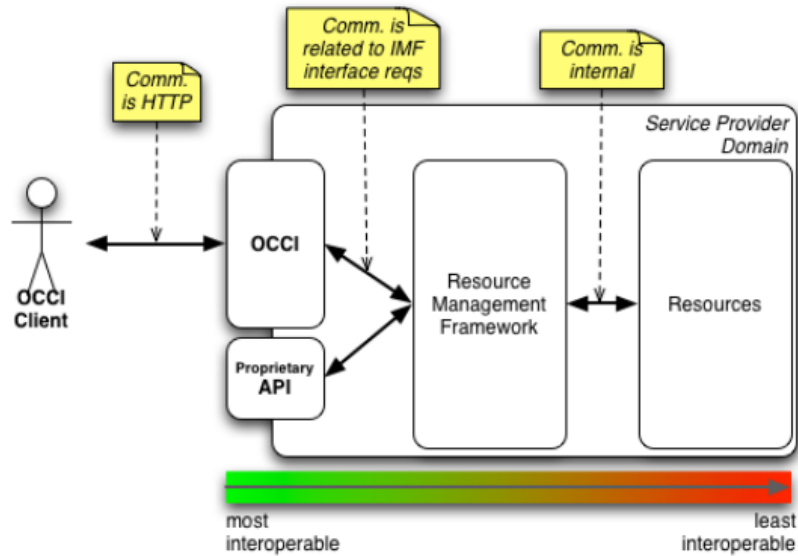 Comm.
is HTTP
Comm. is
related to IMF
interface reqs
Comm. is
internal
Service Provider
Domain
OCCI
Client
OCCI
Proprietary
API
Resource
Management
Framework
Resources
most
interoperable
least
interoperable